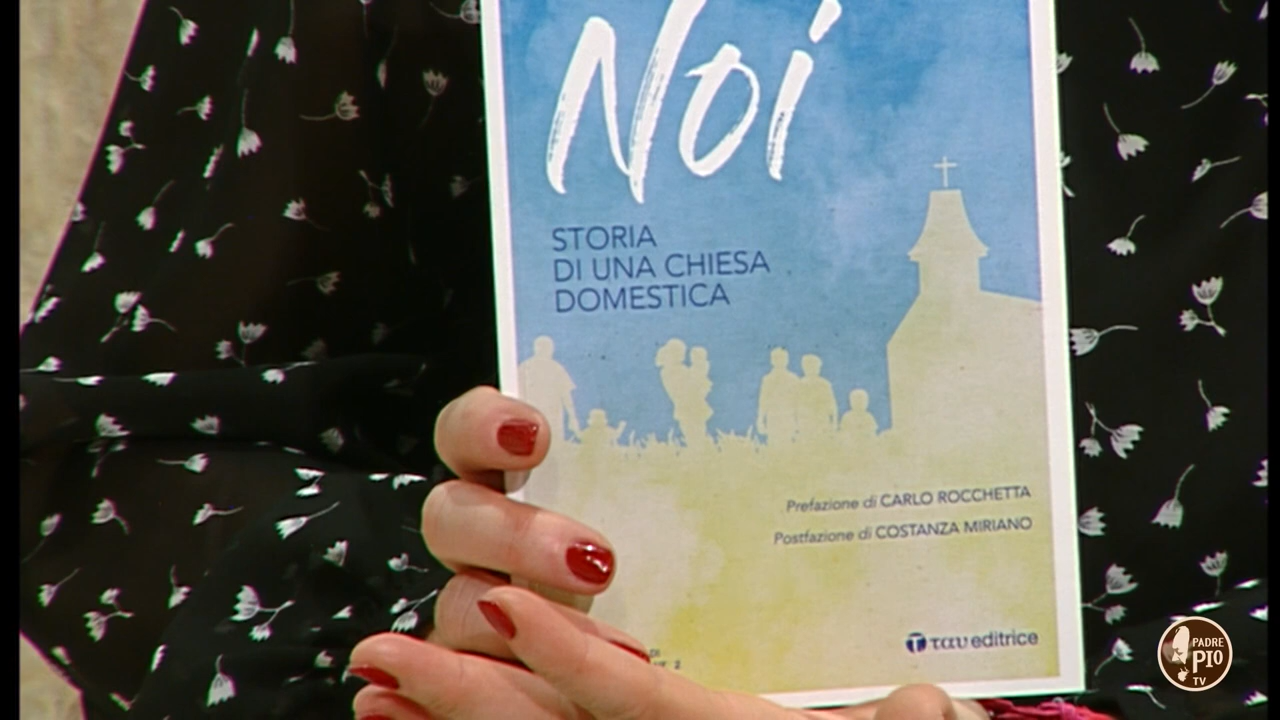 Noi
STORIA
DI UNA CHIESA
DOMESTICA
Prefazione di CARLO ROCCHETTA
Postfazione di COSTANZA MIRIANO
ταυ editrice
PADRE
PIO
TV